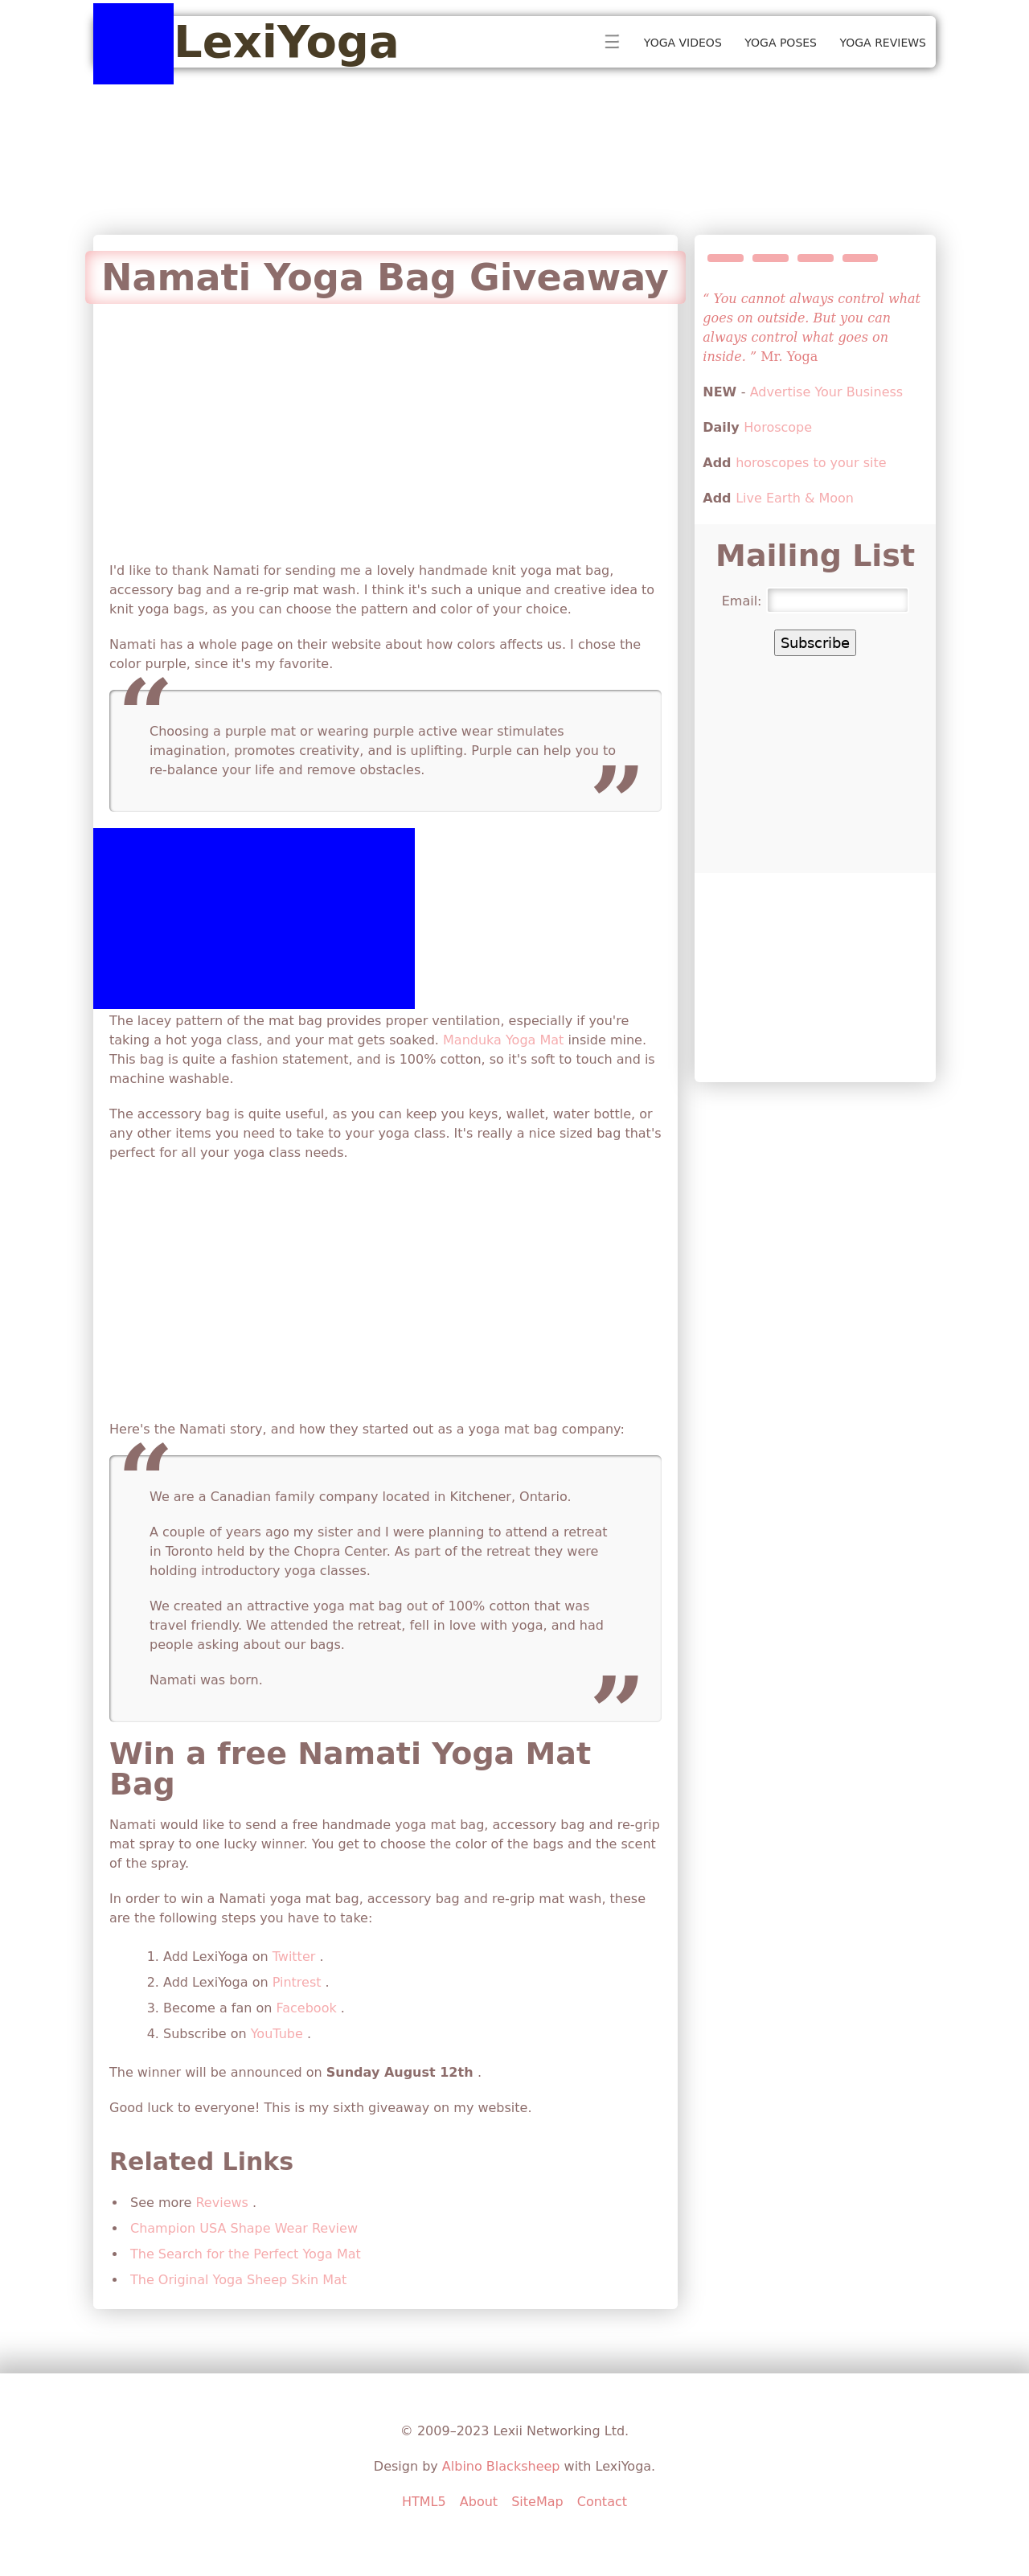 LexiYoga
☰ YOGA VIDEOS YOGA POSES YOGA REVIEWS
Namati Yoga Bag Giveaway
I'd like to thank Namati for sending me a lovely handmade knit yoga mat bag,
accessory bag and a re-grip mat wash. I think it's such a unique and creative idea to
knit yoga bags, as you can choose the pattern and color of your choice.
Namati has a whole page on their website about how colors affects us. I chose the
color purple, since it's my favorite.
“
Choosing a purple mat or wearing purple active wear stimulates
imagination, promotes creativity, and is uplifting. Purple can help you to
re-balance your life and remove obstacles.
”
The lacey pattern of the mat bag provides proper ventilation, especially if you're
taking a hot yoga class, and your mat gets soaked. Manduka Yoga Mat inside mine.
This bag is quite a fashion statement, and is 100% cotton, so it's soft to touch and is
machine washable.
The accessory bag is quite useful, as you can keep you keys, wallet, water bottle, or
any other items you need to take to your yoga class. It's really a nice sized bag that's
perfect for all your yoga class needs.
Here's the Namati story, and how they started out as a yoga mat bag company:
“
We are a Canadian family company located in Kitchener, Ontario.
A couple of years ago my sister and I were planning to attend a retreat
in Toronto held by the Chopra Center. As part of the retreat they were
holding introductory yoga classes.
We created an attractive yoga mat bag out of 100% cotton that was
travel friendly. We attended the retreat, fell in love with yoga, and had
people asking about our bags.
Namati was born.
”
Win a free Namati Yoga Mat
Bag
Namati would like to send a free handmade yoga mat bag, accessory bag and re-grip
mat spray to one lucky winner. You get to choose the color of the bags and the scent
of the spray.
In order to win a Namati yoga mat bag, accessory bag and re-grip mat wash, these
are the following steps you have to take:
1. Add LexiYoga on Twitter .
2. Add LexiYoga on Pintrest .
3. Become a fan on Facebook .
4. Subscribe on YouTube .
The winner will be announced on Sunday August 12th .
Good luck to everyone! This is my sixth giveaway on my website.
Related Links
• See more Reviews .
• Champion USA Shape Wear Review
• The Search for the Perfect Yoga Mat
• The Original Yoga Sheep Skin Mat
“ You cannot always control what
goes on outside. But you can
always control what goes on
inside. ” Mr. Yoga
NEW - Advertise Your Business
Daily Horoscope
Add horoscopes to your site
Add Live Earth & Moon
Mailing List
Email:
Subscribe
© 2009–2023 Lexii Networking Ltd.
Design by Albino Blacksheep with LexiYoga.
HTML5 About SiteMap Contact